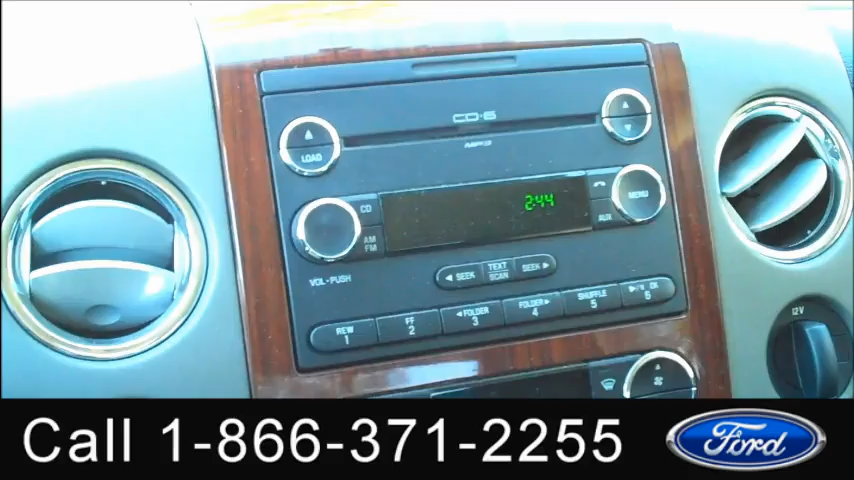 CD·6
LOAD
MP3
MENU
CD
2:44
AM
FM
AUX
VOL-PUSH
SEEK
TEXT
SCAN
SEEK
REW
1
FF
2
FOLDER
3
FOLDER
4
SHUFFLE
5
6
12V
Call 1-866-371-2255
Ford